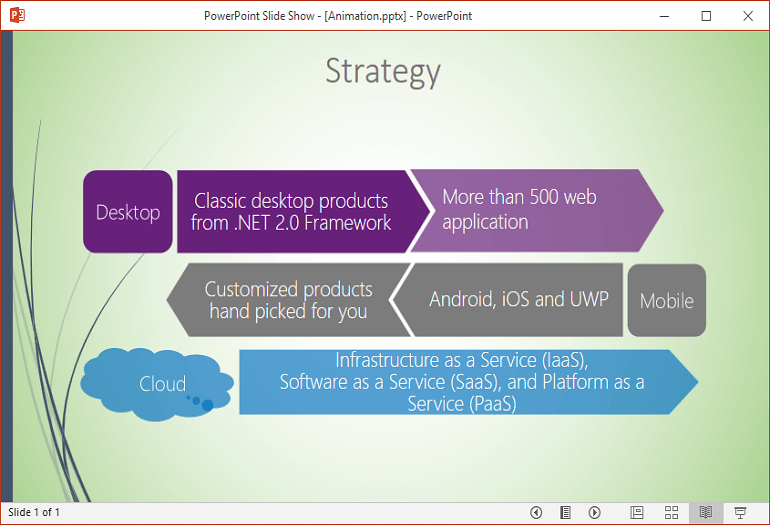 PowerPoint Slide Show - [Animation.pptx] - PowerPoint
Strategy
Desktop
Classic desktop products
from .NET 2.0 Framework
More than 500 web
application
Customized products
hand picked for you
Android, iOS and UWP
Mobile
Cloud
Infrastructure as a Service (IaaS),
Software as a Service (SaaS), and Platform as a
Service (PaaS)
Slide 1 of 1